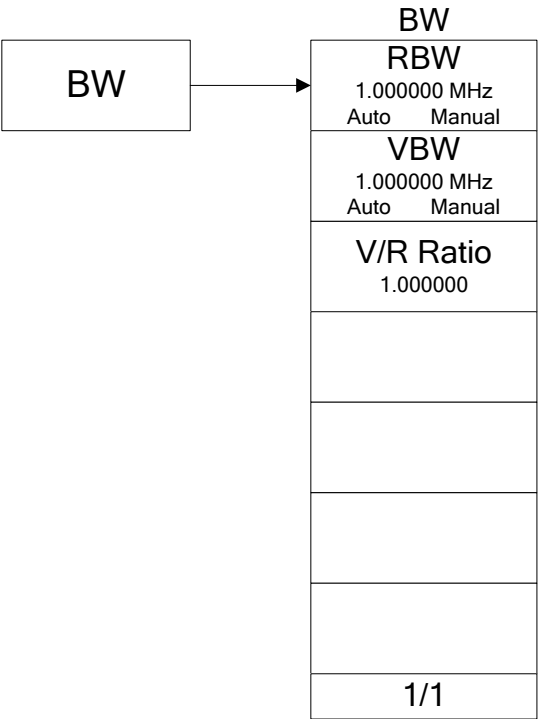 BW
BW
RBW
1.000000 MHz
Auto Manual
VBW
1.000000 MHz
Auto Manual
V/R Ratio
1.000000
1/1